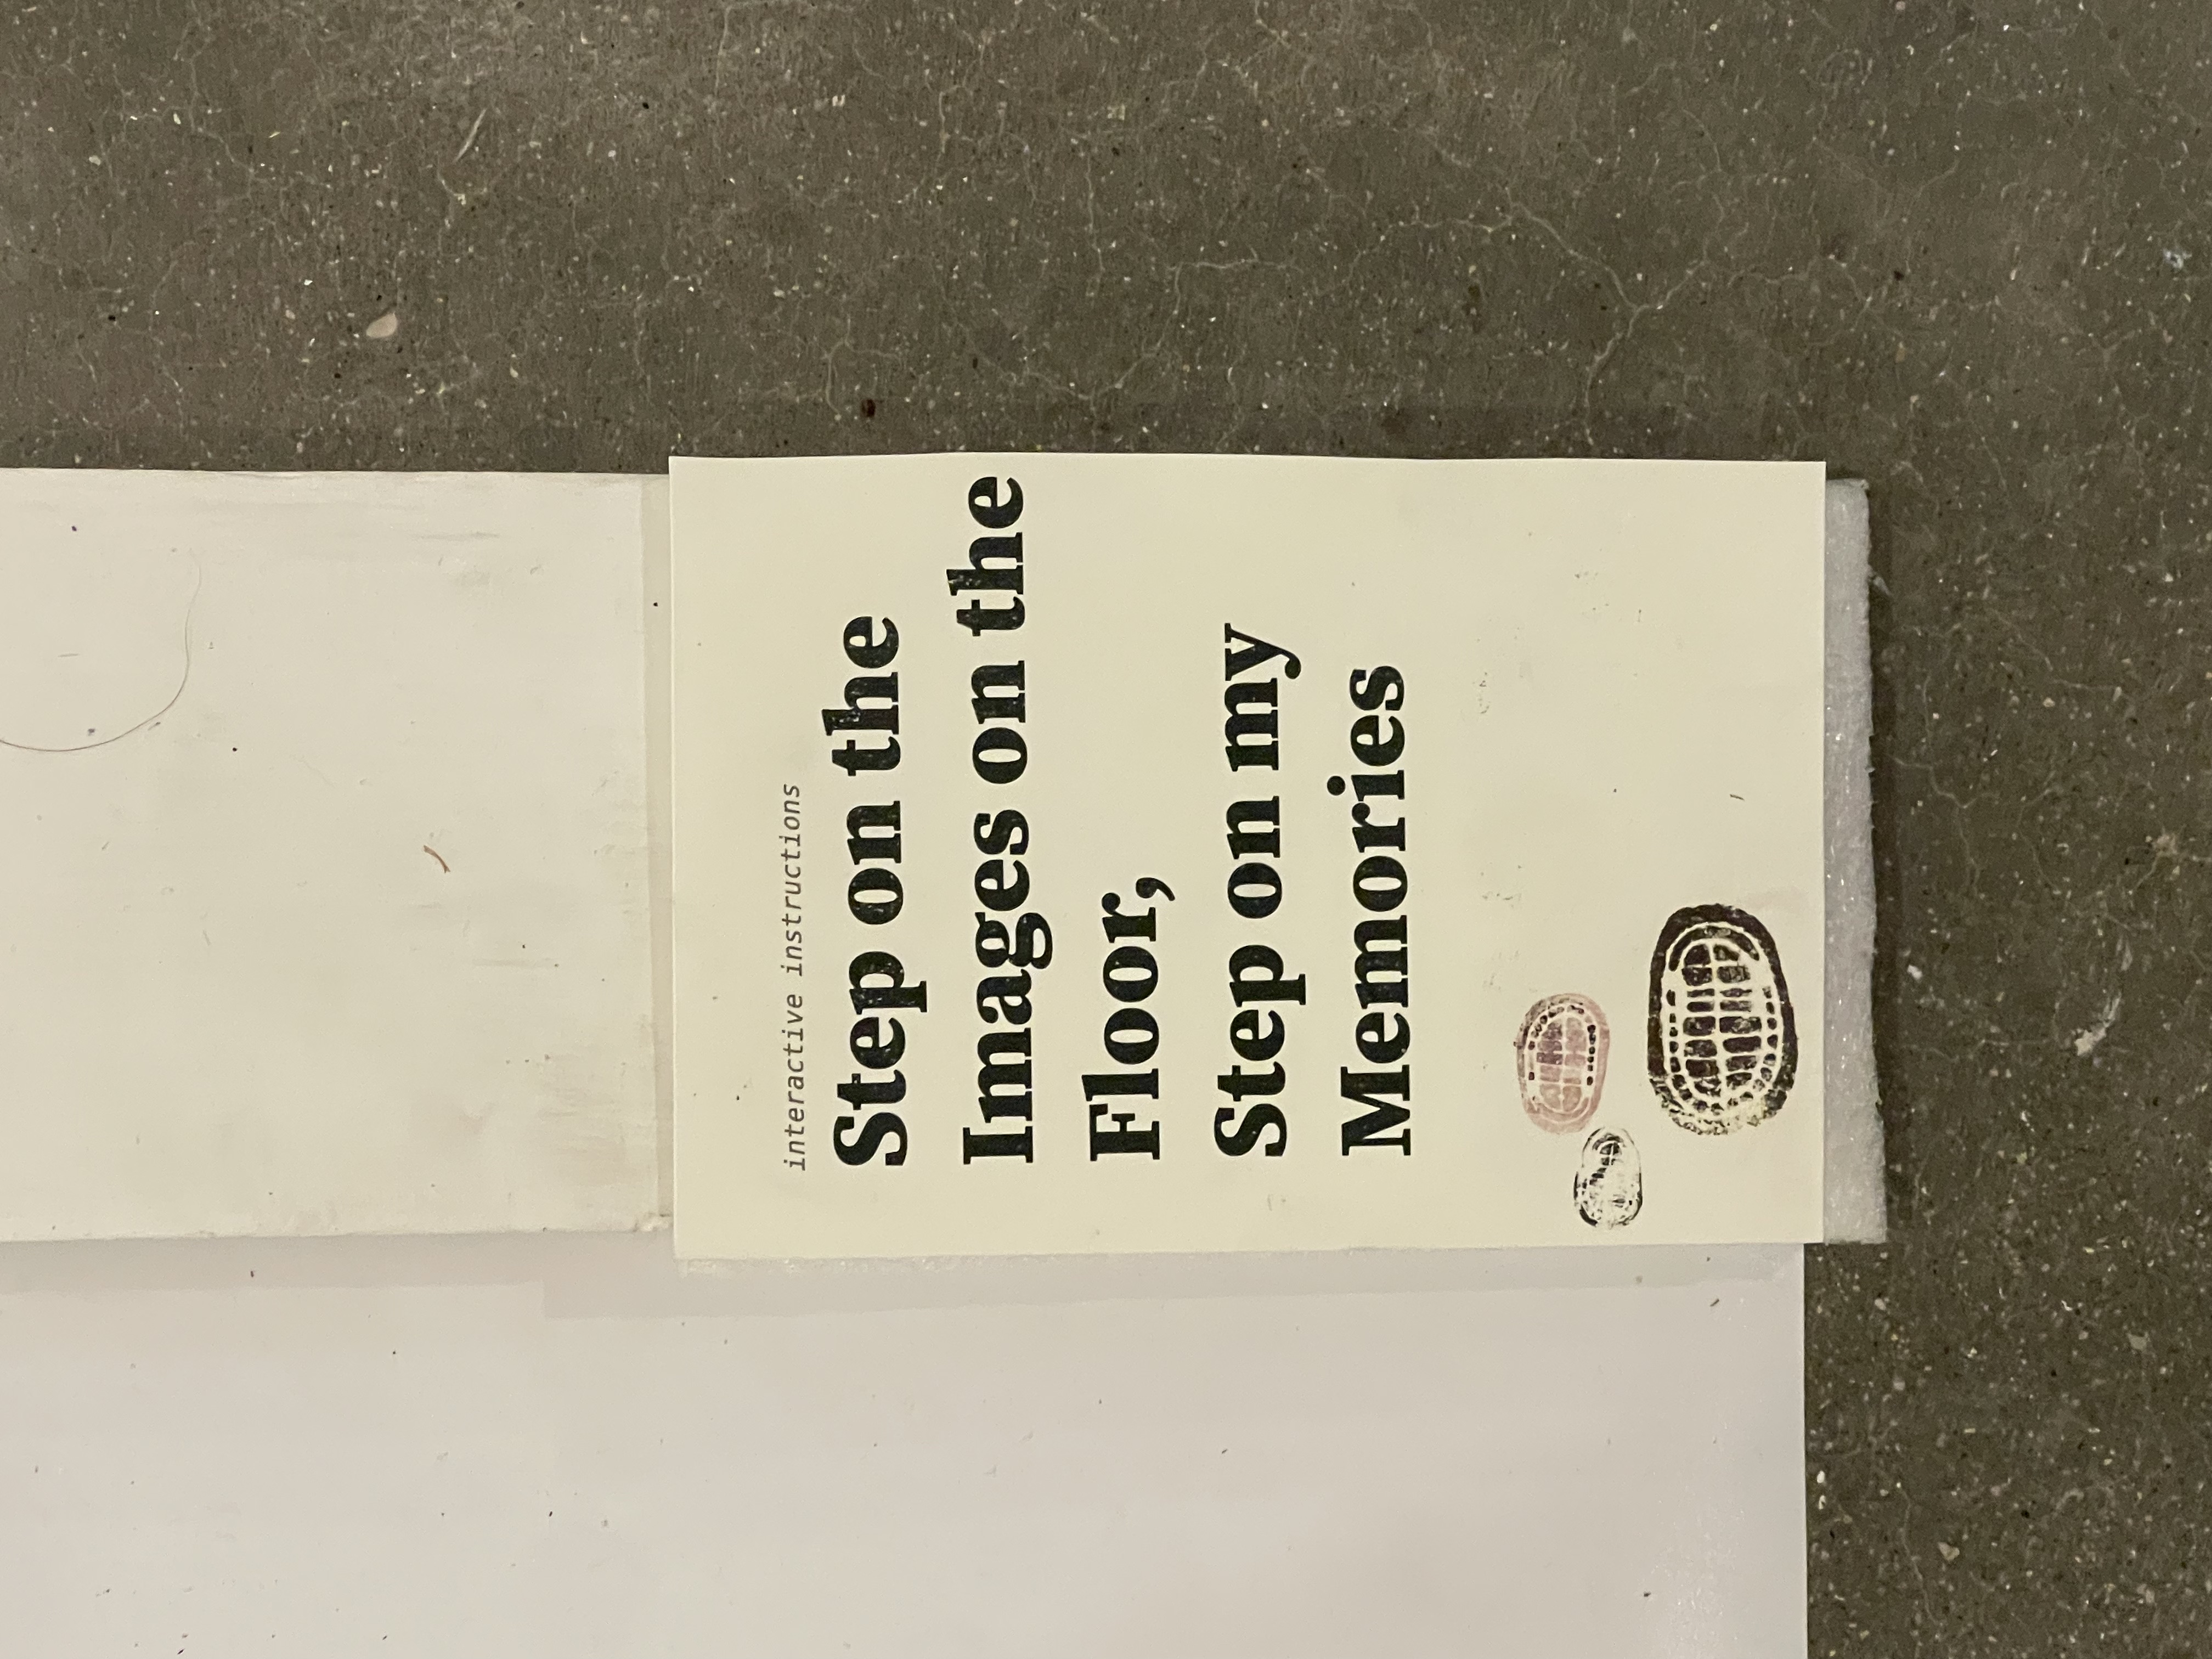 interactive instructions
Step on the
Images on the
Floor,
Step on my
Memories